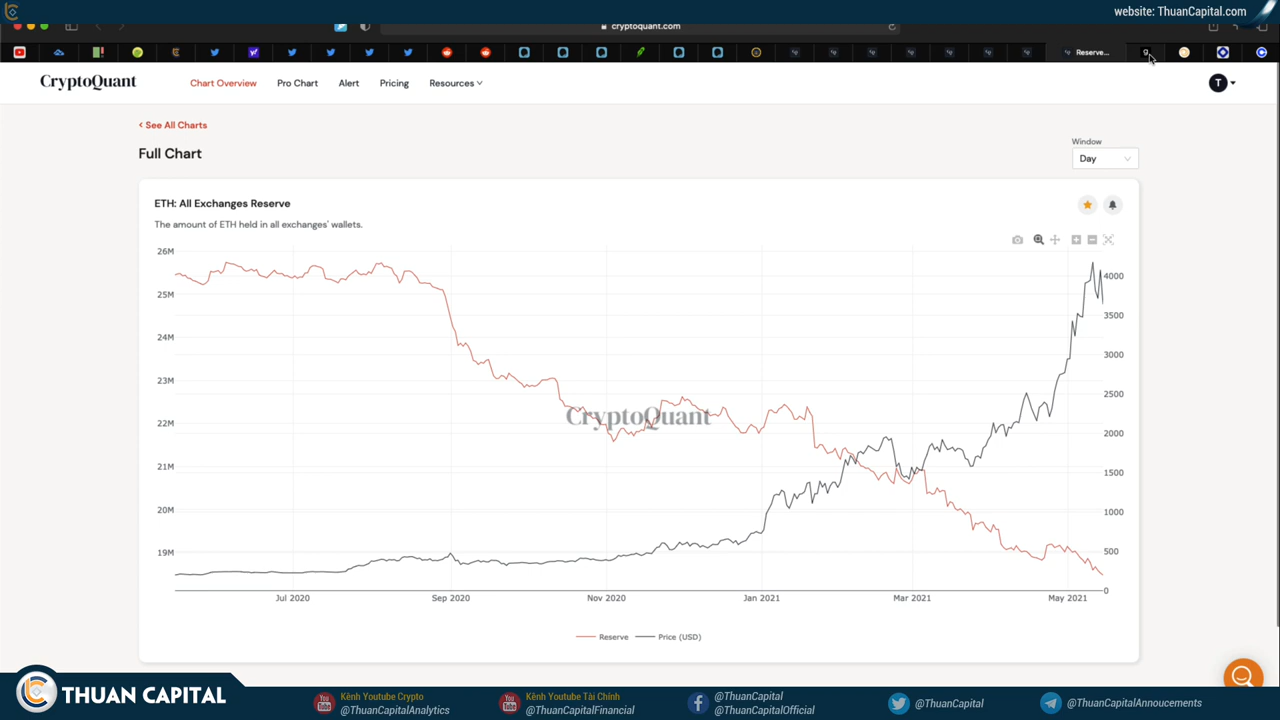 website: ThuanCapital.com
cryptoquant.com
Reserve...
CryptoQuant
Chart Overview
Pro Chart
Alert
Pricing
Resources
T
< See All Charts
Full Chart
Window
Day
ETH: All Exchanges Reserve
The amount of ETH held in all exchanges' wallets.
26M
25M
24M
23M
22M
21M
20M
19M
4000
3500
3000
2500
2000
1500
1000
500
0
CryptoQuant
Jul 2020
Sep 2020
Nov 2020
Jan 2021
Mar 2021
May 2021
Reserve
Price (USD)
THUAN CAPITAL
Kênh Youtube Crypto
@ThuanCapitalAnalytics
Kênh Youtube Tài Chính
@ThuanCapitalFinancial
@ThuanCapital
@ThuanCapitalOfficial
@ThuanCapital
@ThuanCapitalAnnoucements